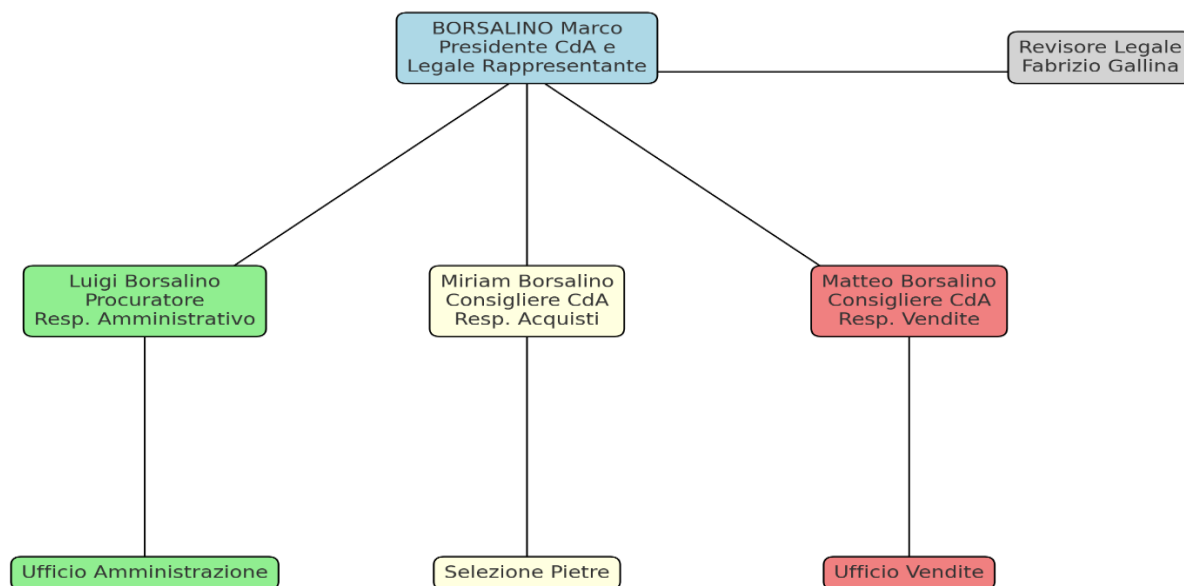 BORSALINO Marco
Presidente CdA e
Legale Rappresentante
Revisore Legale
Fabrizio Gallina
Luigi Borsalino
Procuratore
Resp. Amministrativo
Miriam Borsalino
Consigliere CdA
Resp. Acquisti
Matteo Borsalino
Consigliere CdA
Resp. Vendite
Ufficio Amministrazione
Selezione Pietre
Ufficio Vendite